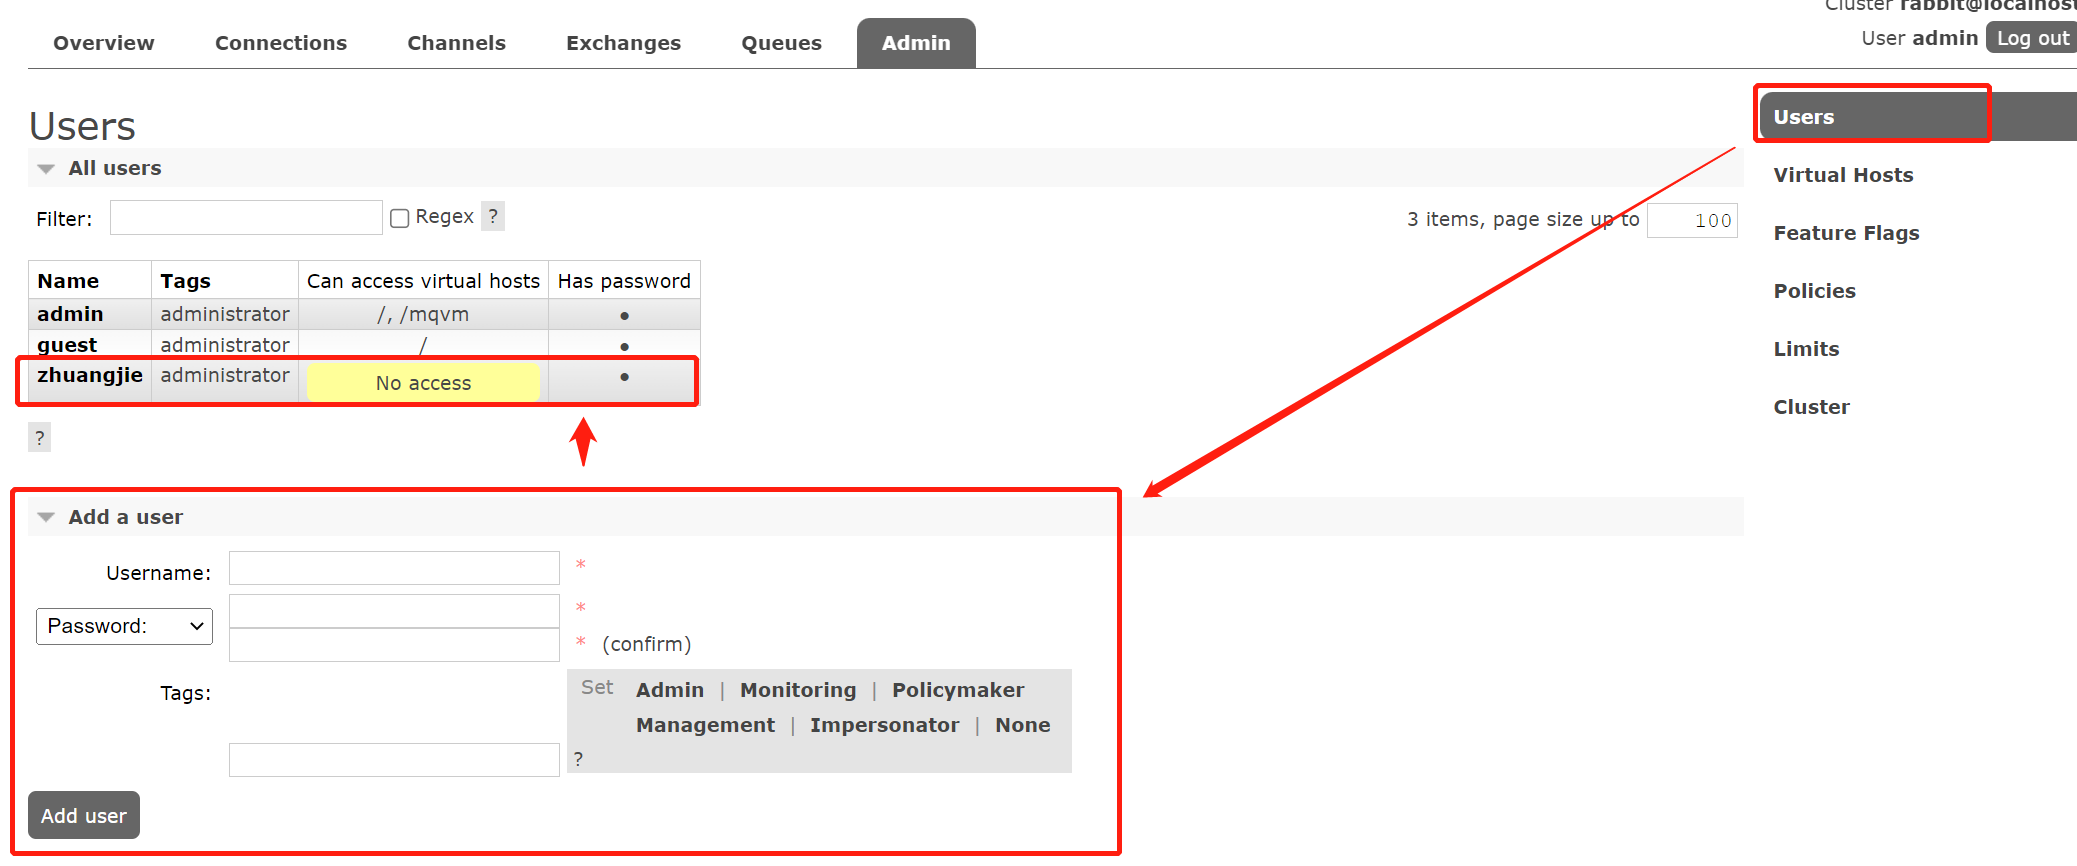 Cluster rabbit@localhost
User admin Log out
Overview Connections Channels Exchanges Queues Admin
Users
All users
Filter: Regex ? 3 items, page size up to 100
Name Tags Can access virtual hosts Has password
admin administrator /, /mqvm •
guest administrator / •
zhuangjie administrator No access •
?
Add a user
Username: *
Password: *
* (confirm)
Tags: Set Admin | Monitoring | Policymaker
Management | Impersonator | None
?
Add user
Users
Virtual Hosts
Feature Flags
Policies
Limits
Cluster